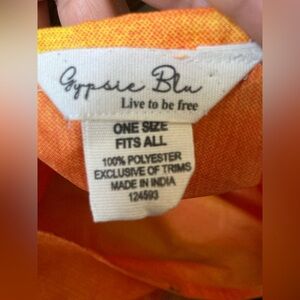 Gypsie Blu
Live to be free
ONE SIZE
FITS ALL
100% POLYESTER
EXCLUSIVE OF TRIMS
MADE IN INDIA
124593